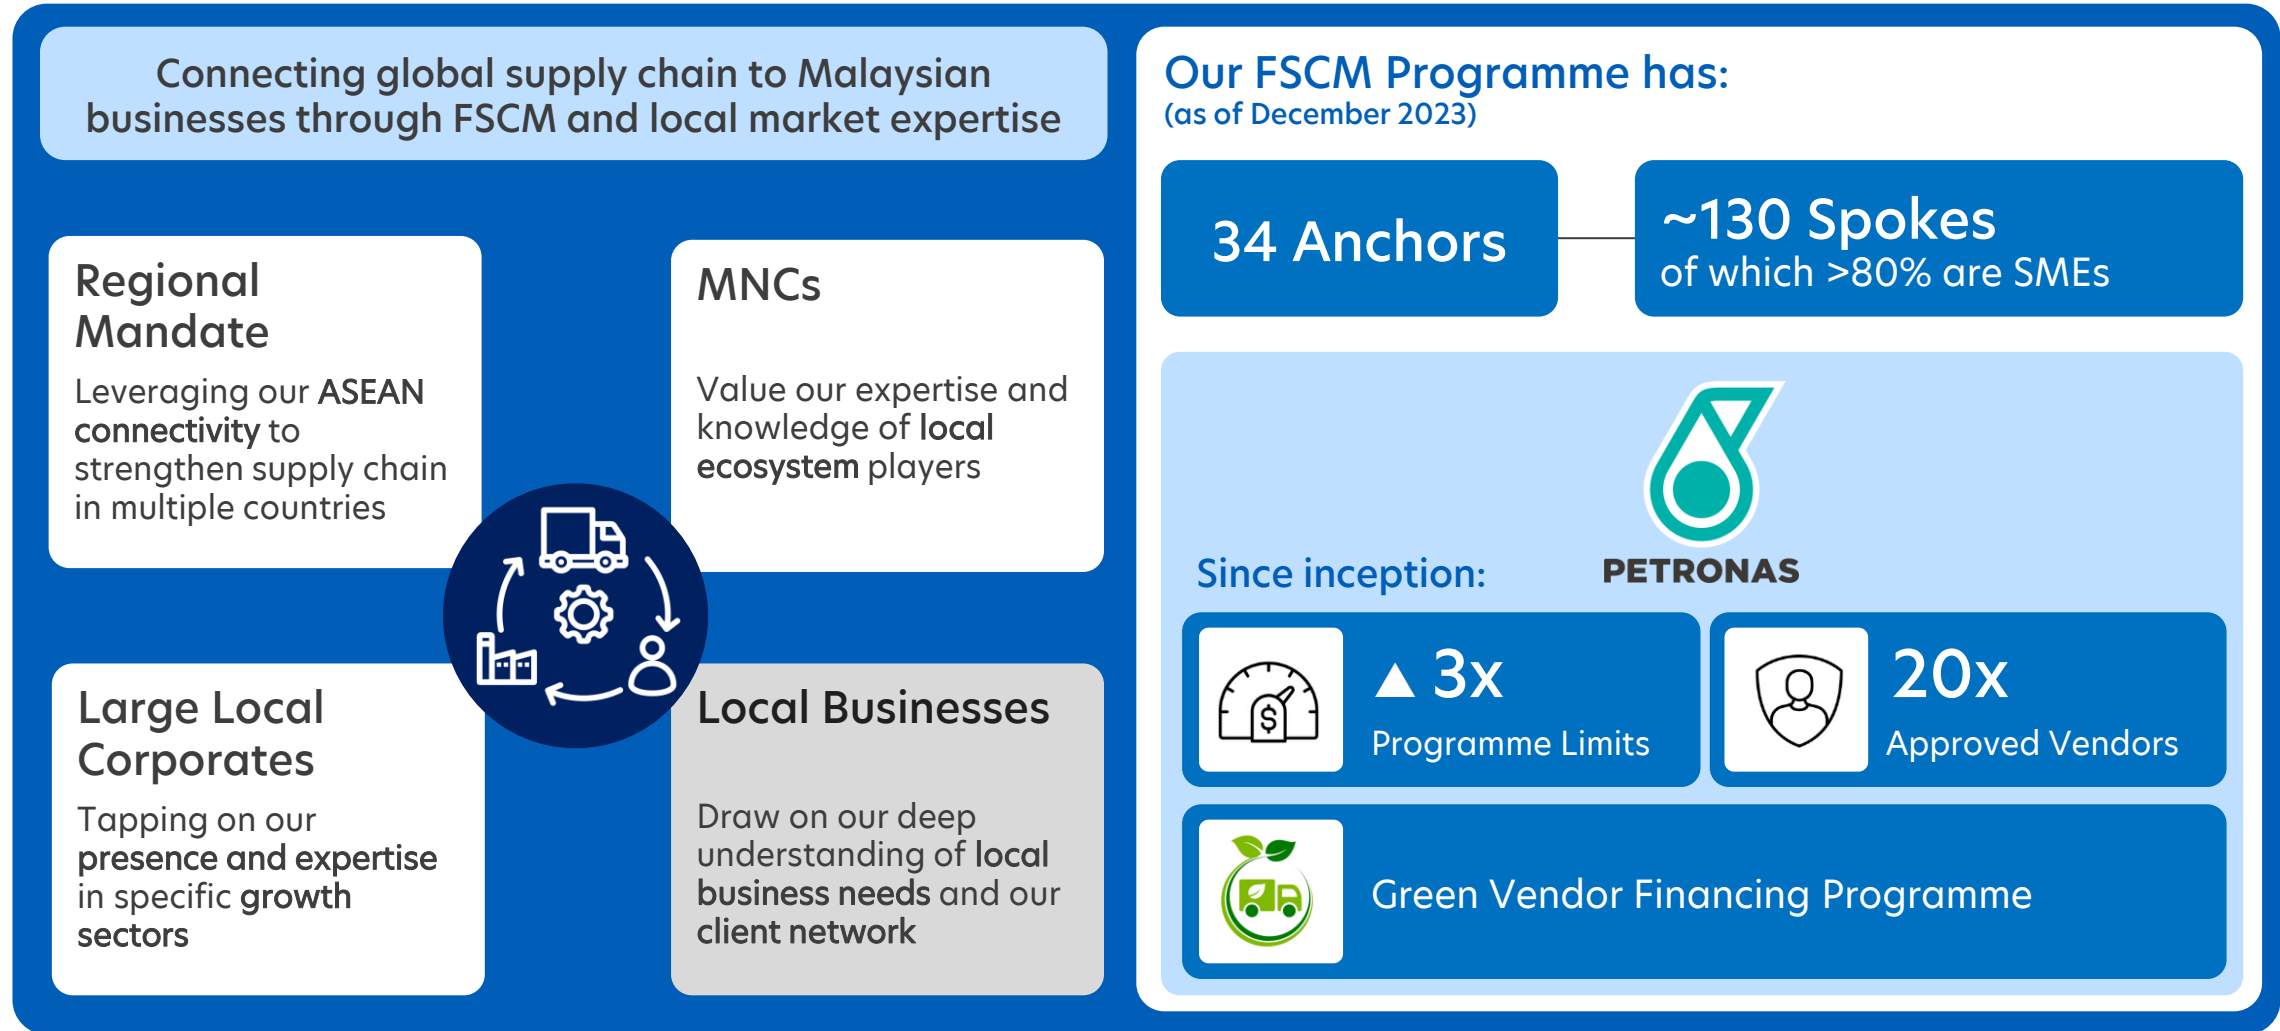 Connecting global supply chain to Malaysian
businesses through FSCM and local market expertise
Regional
Mandate
Leveraging our ASEAN
connectivity to
strengthen supply chain
in multiple countries
MNCs
Value our expertise and
knowledge of local
ecosystem players
Large Local
Corporates
Tapping on our
presence and expertise
in specific growth
sectors
Local Businesses
Draw on our deep
understanding of local
business needs and our
client network
Our FSCM Programme has:
(as of December 2023)
34 Anchors
~130 Spokes
of which >80% are SMEs
PETRONAS
Since inception:
$
▲ 3x
Programme Limits
20x
Approved Vendors
Green Vendor Financing Programme